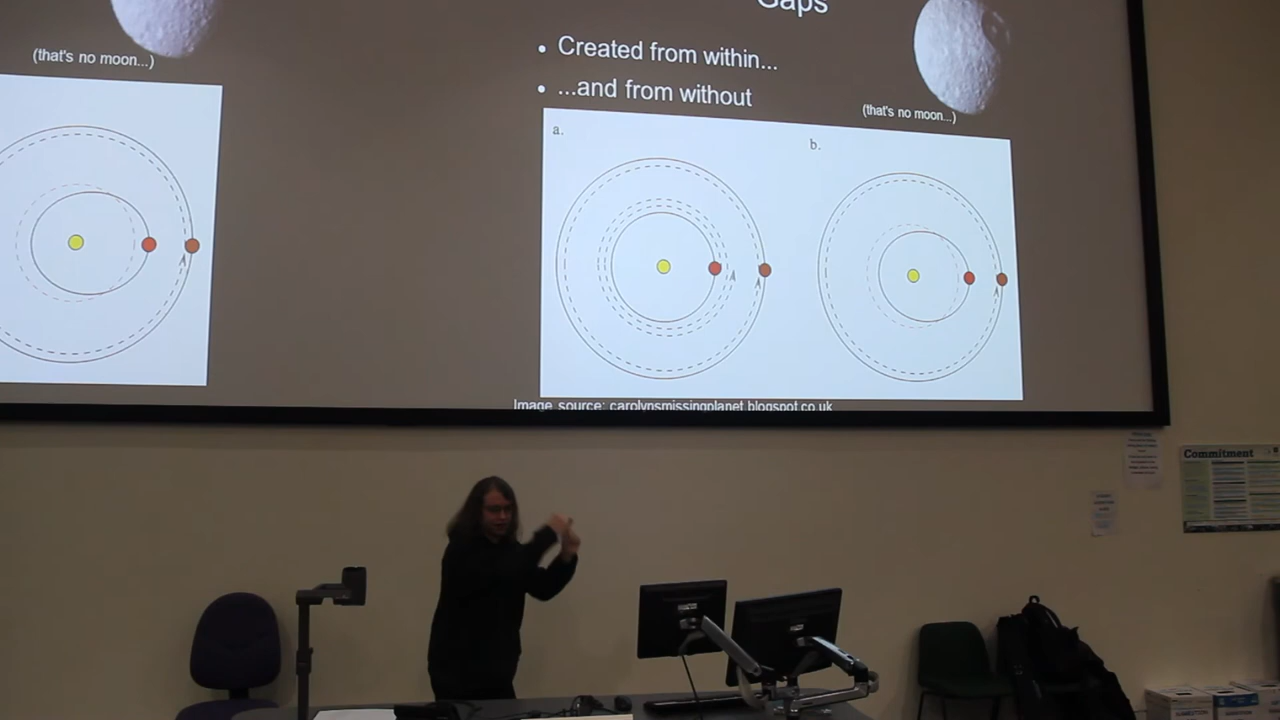 (that's no moon...)
Gaps
• Created from within...
• ...and from without
(that's no moon...)
a.
b.
Image source: carolynsmissingplanet.blogspot.co.uk
Commitment